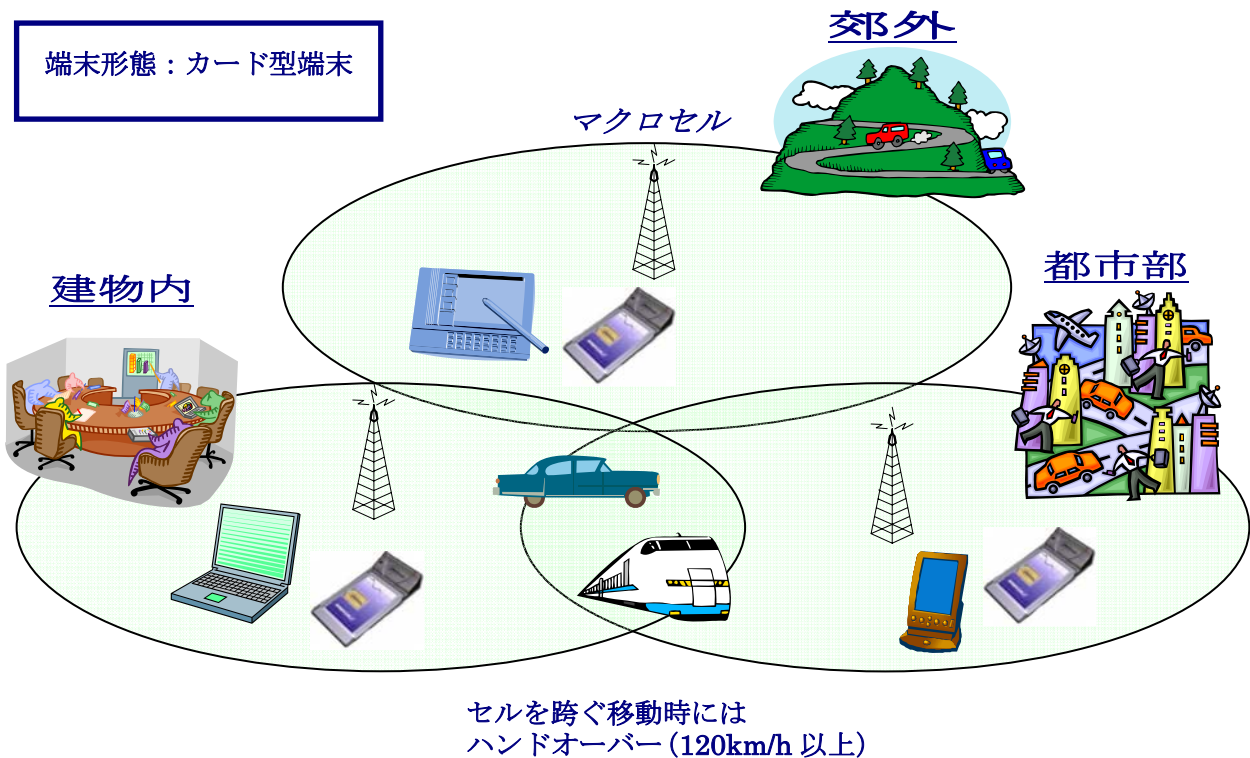 郊外
端末形態：カード型端末
マクロセル
都市部
建物内
セルを跨ぐ移動時には
ハンドオーバー（120km/h 以上）